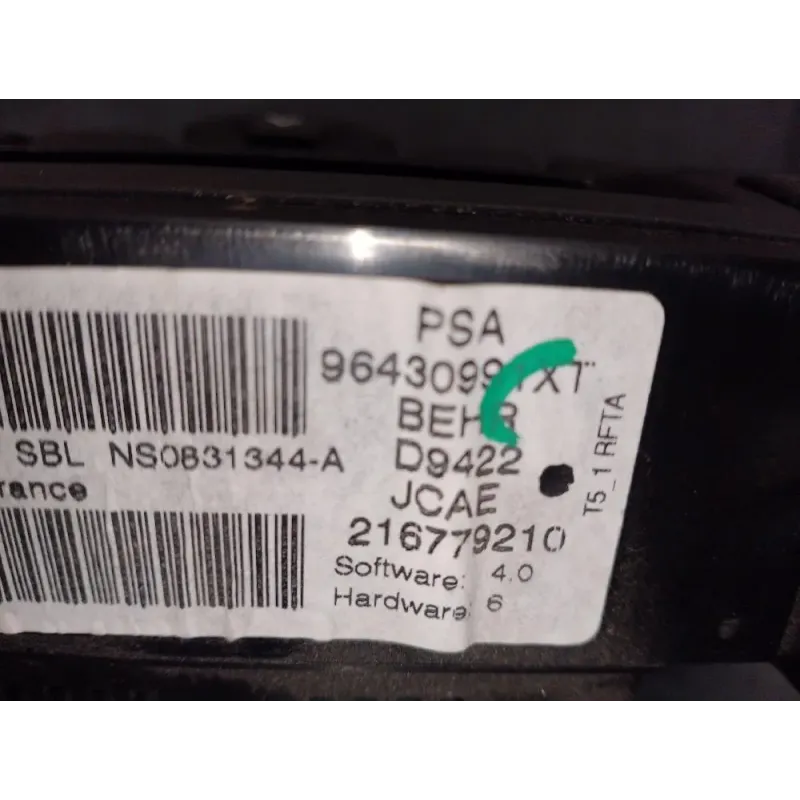 PSA
BEHR
SBL NS0831344-A
D9422
rance
JCAE
216779210
Software: 4.0
Hardware: 6
T5_1 RFTA